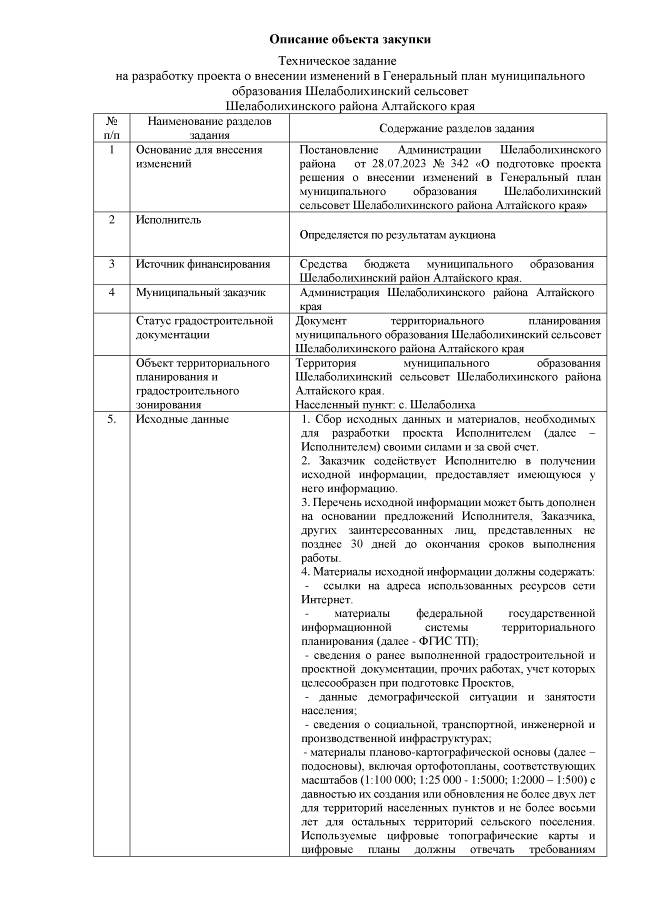 Описание объекта закупки
Техническое задание
на разработку проекта о внесении изменений в Генеральный план муниципального
образования Шелаболихинский сельсовет
Шелаболихинского района Алтайского края
№
п/п
Наименование разделов
задания
Содержание разделов задания
1
Основание для внесения
изменений
Постановление Администрации Шелаболихинского
района от 28.07.2023 № 342 «О подготовке проекта
решения о внесении изменений в Генеральный план
муниципального образования Шелаболихинский
сельсовет Шелаболихинского района Алтайского края»
2
Исполнитель
Определяется по результатам аукциона
3
Источник финансирования
Средства бюджета муниципального образования
Шелаболихинский район Алтайского края.
4
Муниципальный заказчик
Администрация Шелаболихинского района Алтайского
края
Статус градостроительной
документации
Документ территориального планирования
муниципального образования Шелаболихинский сельсовет
Шелаболихинского района Алтайского края
Объект территориального
планирования и
градостроительного
зонирования
Территория муниципального образования
Шелаболихинский сельсовет Шелаболихинского района
Алтайского края.
Населенный пункт: с. Шелаболиха
5.
Исходные данные
1. Сбор исходных данных и материалов, необходимых
для разработки проекта Исполнителем (далее –
Исполнителем) своими силами и за свой счет.
2. Заказчик содействует Исполнителю в получении
исходной информации, предоставляет имеющуюся у
него информацию.
3. Перечень исходной информации может быть дополнен
на основании предложений Исполнителя, Заказчика,
других заинтересованных лиц, представленных не
позднее 30 дней до окончания сроков выполнения
работы.
4. Материалы исходной информации должны содержать:
- ссылки на адреса использованных ресурсов сети
Интернет.
- материалы федеральной государственной
информационной системы территориального
планирования (далее - ФГИС ТП);
- сведения о ранее выполненной градостроительной и
проектной документации, прочих работах, учет которых
целесообразен при подготовке Проектов,
- данные демографической ситуации и занятости
населения;
- сведения о социальной, транспортной, инженерной и
производственной инфраструктурах;
- материалы планово-картографической основы (далее –
подосновы), включая ортофотопланы, соответствующих
масштабов (1:100 000; 1:25 000 - 1:5000; 1:2000 – 1:500) с
давностью их создания или обновления не более двух лет
для территорий населенных пунктов и не более восьми
лет для остальных территорий сельского поселения.
Используемые цифровые топографические карты и
цифровые планы должны отвечать требованиям